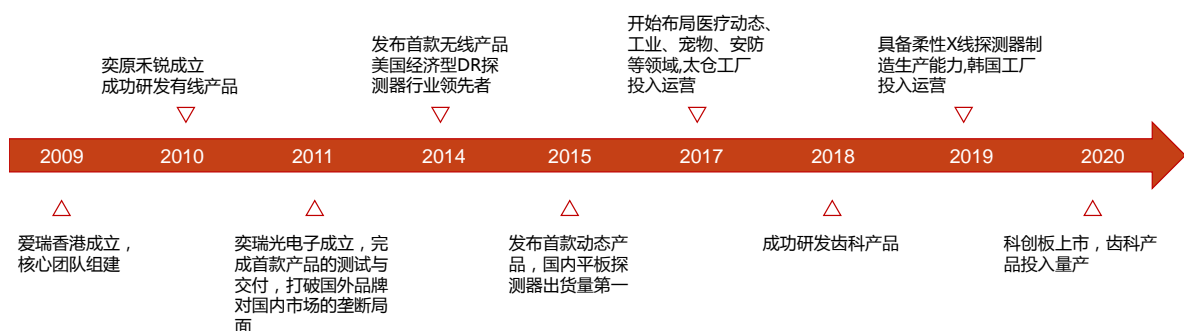 奕原禾锐成立
成功研发有线产品
发布首款无线产品
美国经济型DR探
测器行业领先者
开始布局医疗动态、
工业、宠物、安防
等领域,太仓工厂
投入运营
具备柔性X线探测器制
造生产能力,韩国工厂
投入运营
2009
2010
2011
2014
2015
2017
2018
2019
2020
爱瑞香港成立，
核心团队组建
奕瑞光电子成立，完
成首款产品的测试与
交付，打破国外品牌
对国内市场的垄断局
面
发布首款动态产
品，国内平板探
测器出货量第一
成功研发齿科产品
科创板上市，齿科产
品投入量产